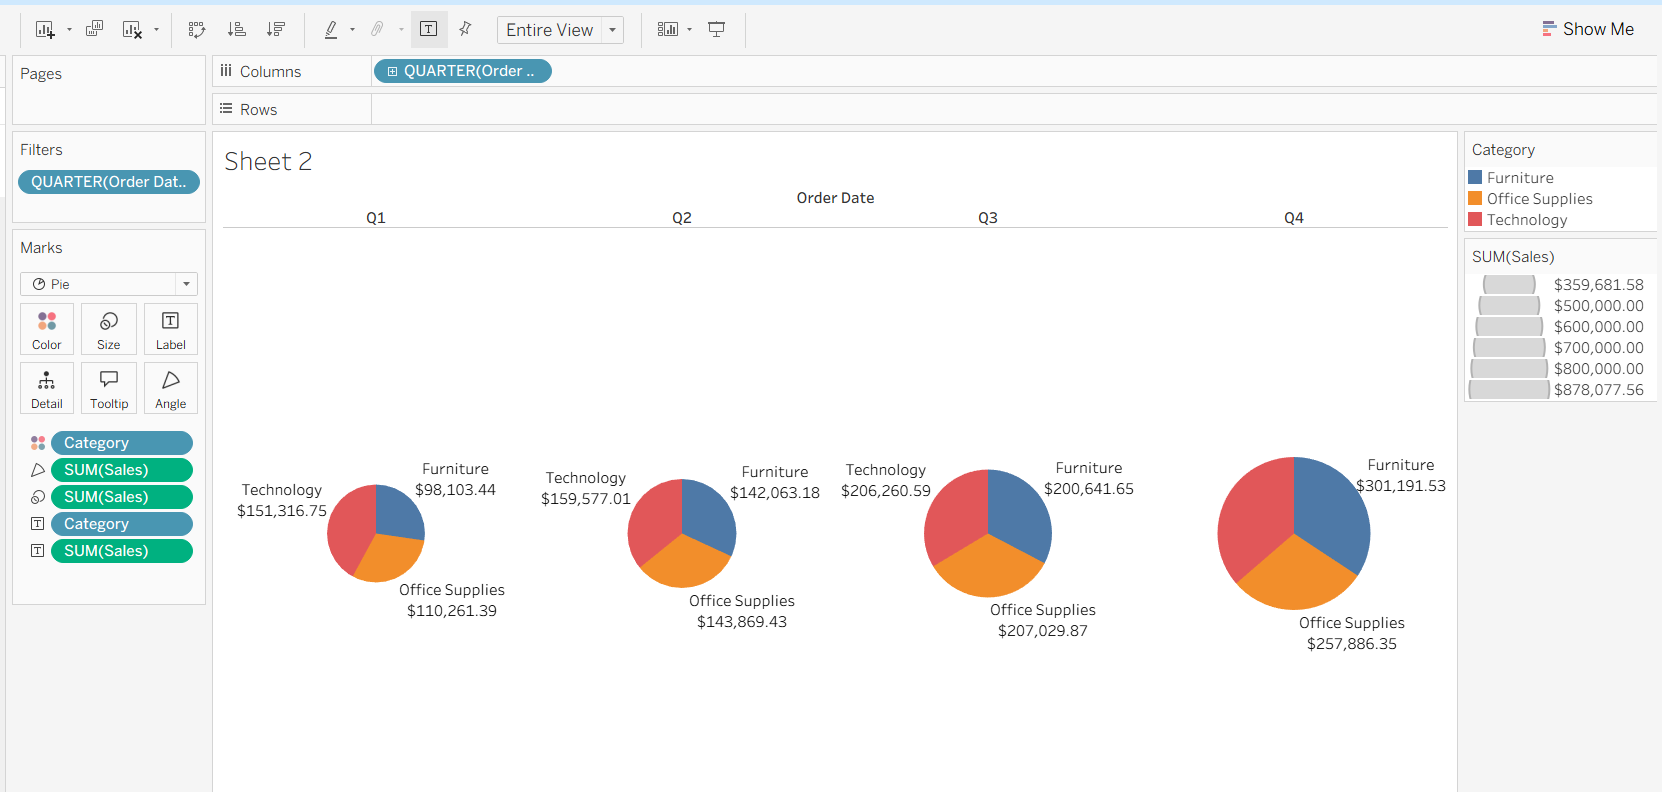 Entire View
Show Me
Pages
Columns
QUARTER(Order ..
Rows
Filters
QUARTER(Order Dat..
Marks
Pie
Color
Size
Label
Detail
Tooltip
Angle
Category
SUM(Sales)
SUM(Sales)
Category
SUM(Sales)
Sheet 2
Order Date
Q1
Q2
Q3
Q4
Technology
$151,316.75
Furniture
$98,103.44
Office Supplies
$110,261.39
Technology
$159,577.01
Furniture
$142,063.18
Office Supplies
$143,869.43
Technology
$206,260.59
Furniture
$200,641.65
Office Supplies
$207,029.87
Furniture
$301,191.53
Office Supplies
$257,886.35
Category
Furniture
Office Supplies
Technology
SUM(Sales)
$359,681.58
$500,000.00
$600,000.00
$700,000.00
$800,000.00
$878,077.56